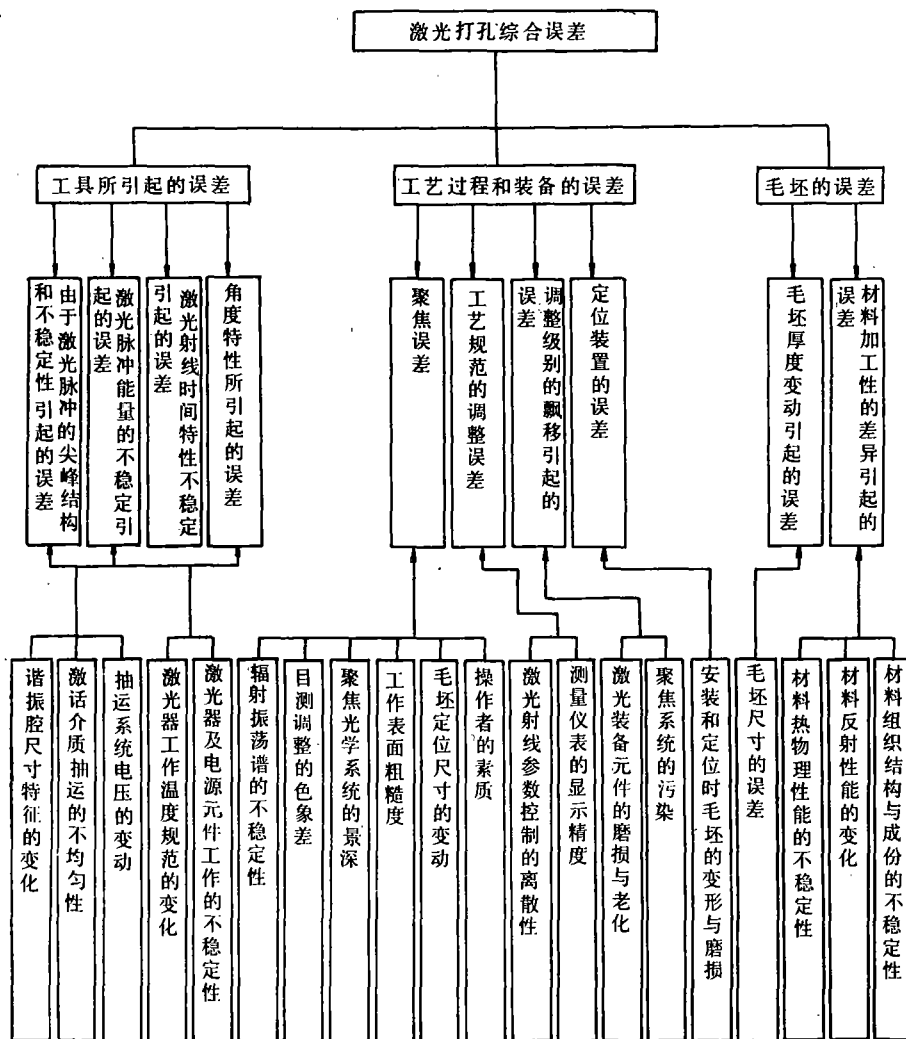 激光打孔综合误差
工具所引起的误差
工艺过程和装备的误差
毛坯的误差
由于激光脉冲的尖峰结构
和不稳定性引起的误差
激光脉冲能量的不稳定引
起的误差
激光射线时间特性不稳定
引起的误差
角度特性所引起的误差
聚焦误差
工艺规范的调整误差
调整级别的飘移引起的
误差
定位装置的误差
毛坯厚度变动引起的误差
材料加工性的差异引起的
误差
谐振腔尺寸特征的变化
激话介质抽运的不均匀性
抽运系统电压的变动
激光器工作温度规范的变化
激光器及电源元件工作的不稳定性
辐射振荡谱的不稳定性
目测调整的色象差
聚焦光学系统的景深
工作表面粗糙度
毛坯定位尺寸的变动
操作者的素质
激光射线参数控制的离散性
测量仪表的显示精度
激光装备元件的磨损与老化
聚焦系统的污染
安装和定位时毛坯的变形与磨损
毛坯尺寸的误差
材料热物理性能的不稳定性
材料反射性能的变化
材料组织结构与成份的不稳定性